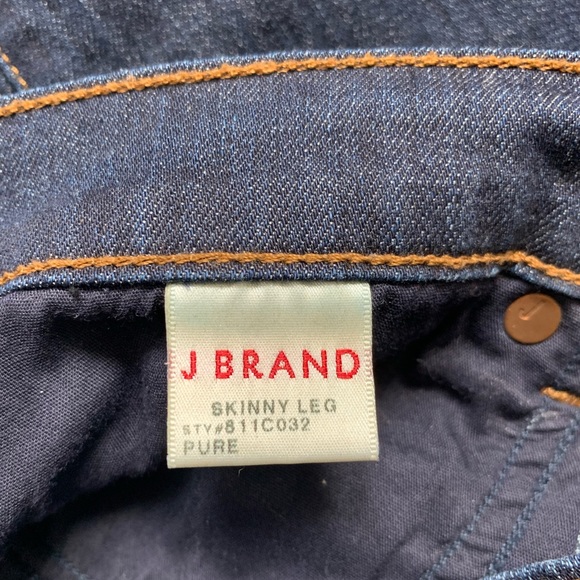 J BRAND
SKINNY LEG
STY#811C032
PURE